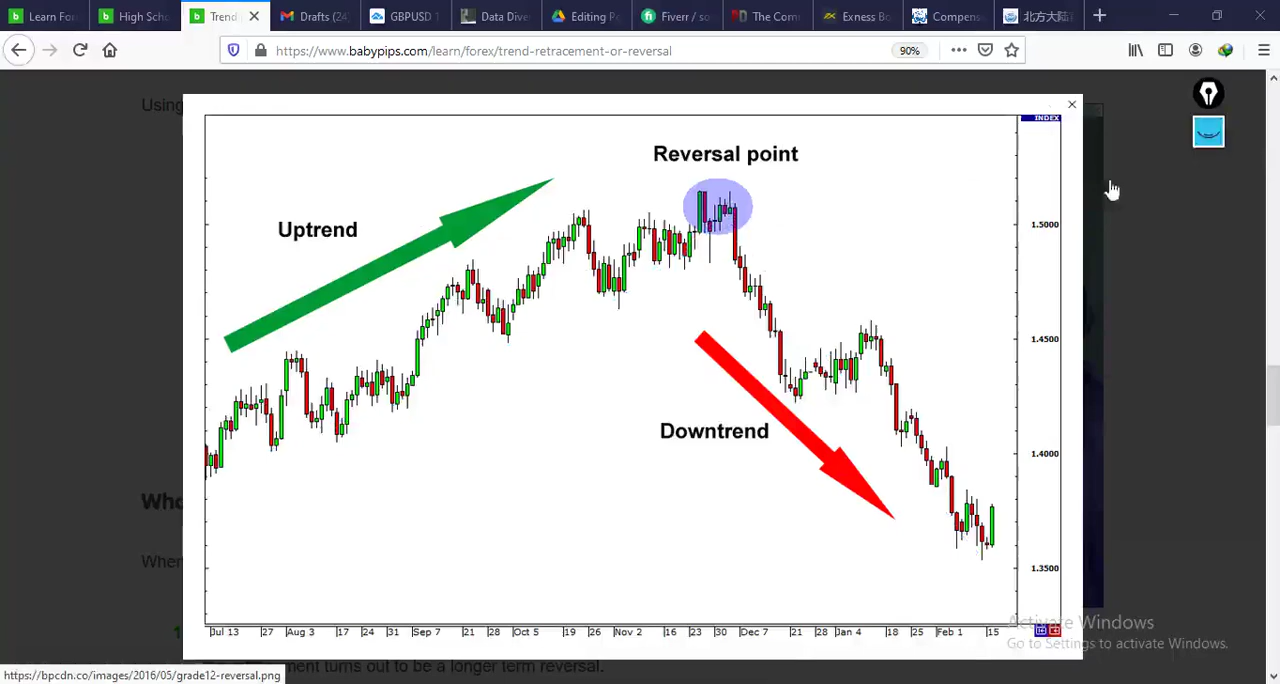 Learn For
High Scho
Trend
Drafts (24
GBPUSD 1
Data Dive
Editing Po
Fiverr / so
The Com
Exness Bo
Compens
北方大陆
https://www.babypips.com/learn/forex/trend-retracement-or-reversal
90%
Using
INDEX
Reversal point
Uptrend
1.5000
1.4500
Downtrend
1.4000
Who
When
1.3500
Jul 13 27 Aug 3 17 24 31 Sep 7 21 28 Oct 5 19 26 Nov 2 16 23 30 Dec 7 21 28 Jan 4 18 25 Feb 1 15
Activate Windows
Go to Settings to activate Windows.
ment turns out to be a longer term reversal.
https://bpcdn.co/images/2016/05/grade12-reversal.png